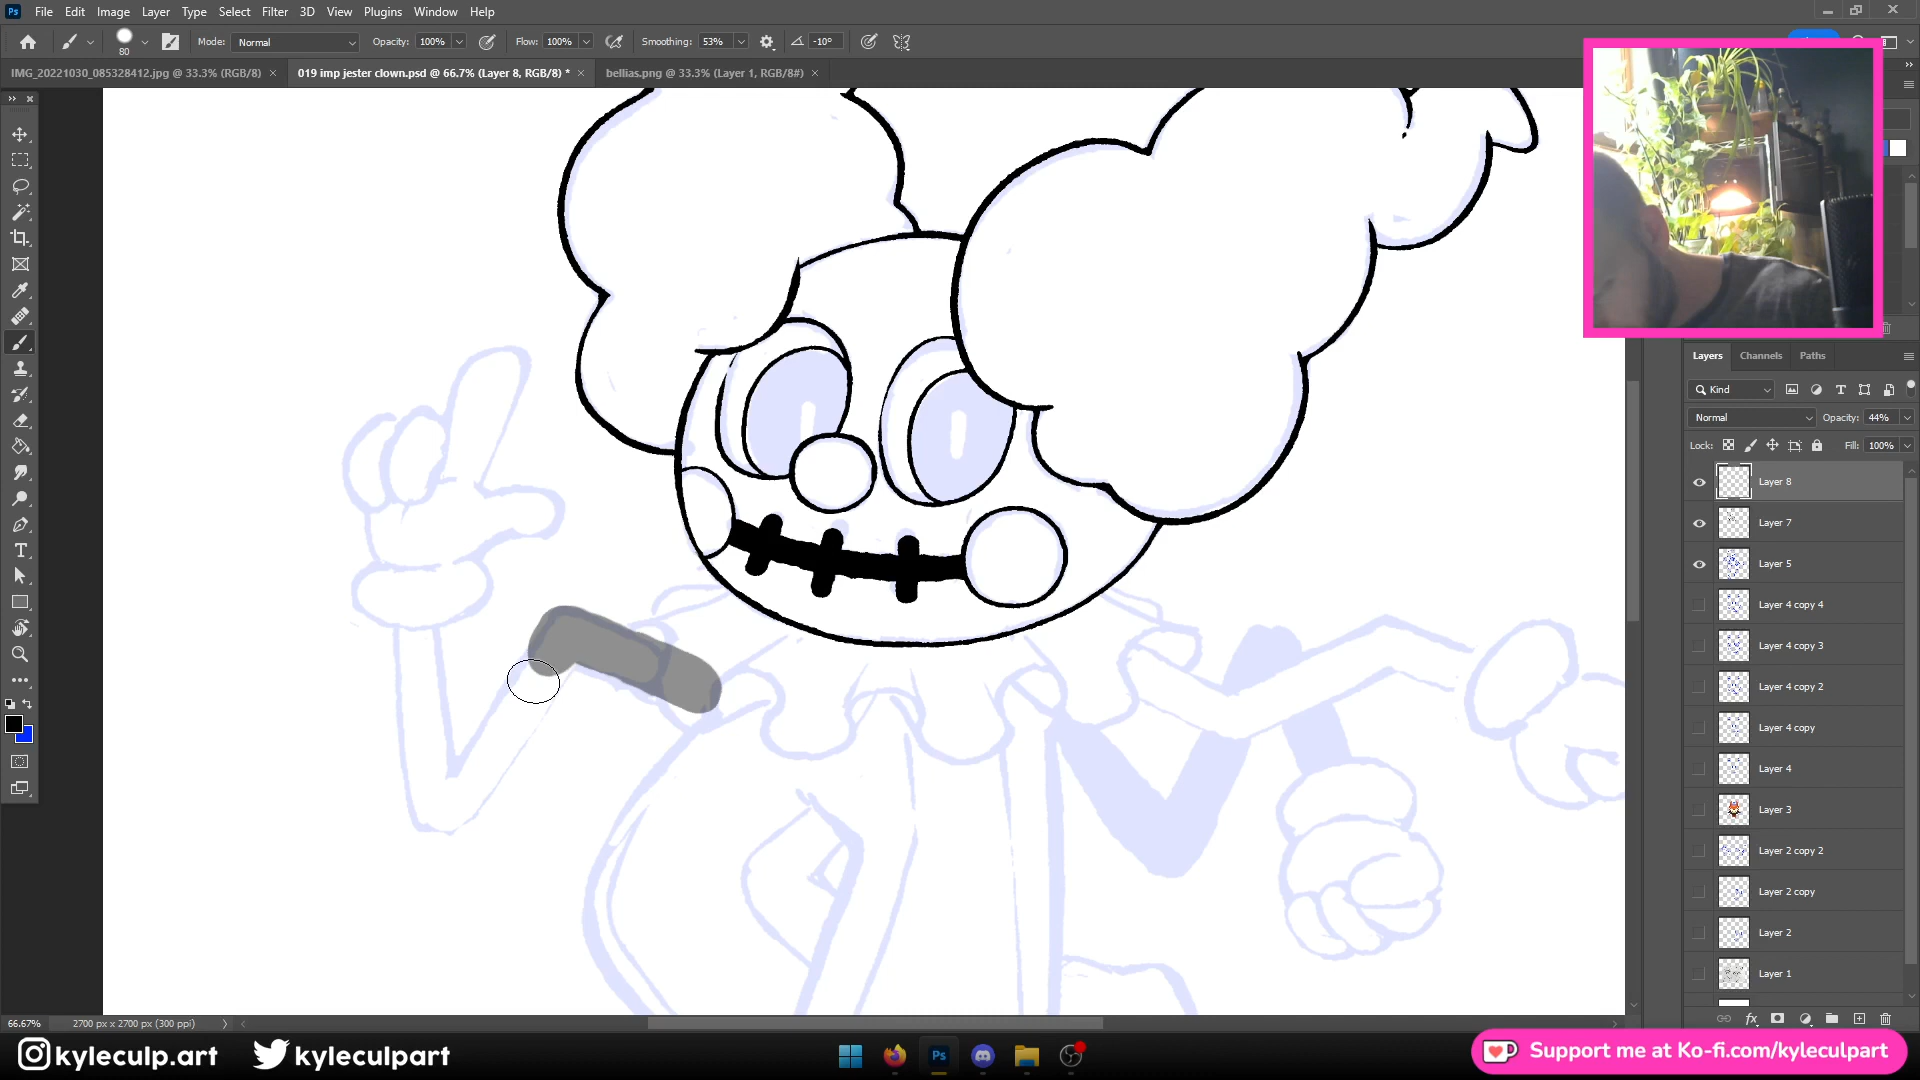 Ps File Edit Image Layer Type Select Filter 3D View Plugins Window Help
80 Mode: Normal Opacity: 100% Flow: 100% Smoothing: 53% -10°
IMG_20221030_085328412.jpg @ 33.3% (RGB/8) × 019 imp jester clown.psd @ 66.7% (Layer 8, RGB/8) * × bellias.png @ 33.3% (Layer 1, RGB/8#) ×
Layers Channels Paths
Kind
Normal Opacity: 44%
Lock: Fill: 100%
Layer 8
Layer 7
Layer 5
Layer 4 copy 4
Layer 4 copy 3
Layer 4 copy 2
Layer 4 copy
Layer 4
Layer 3
Layer 2 copy 2
Layer 2 copy
Layer 2
Layer 1
fx
66.67% 2700 px x 2700 px (300 ppi)
kyleculp.art kyleculpart
Ps
Support me at Ko-fi.com/kyleculpart